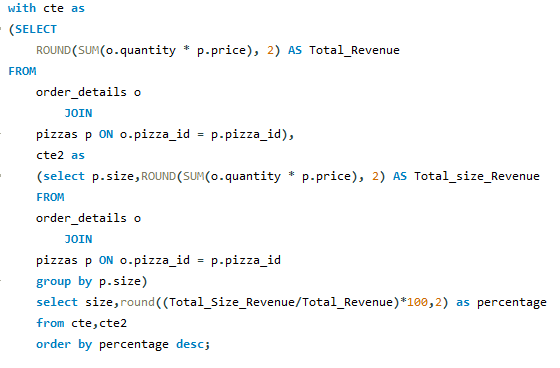 with cte as
(SELECT
ROUND(SUM(o.quantity * p.price), 2) AS Total_Revenue
FROM
order_details o
JOIN
pizzas p ON o.pizza_id = p.pizza_id),
cte2 as
(select p.size,ROUND(SUM(o.quantity * p.price), 2) AS Total_size_Revenue
FROM
order_details o
JOIN
pizzas p ON o.pizza_id = p.pizza_id
group by p.size)
select size,round((Total_Size_Revenue/Total_Revenue)*100,2) as percentage
from cte,cte2
order by percentage desc;